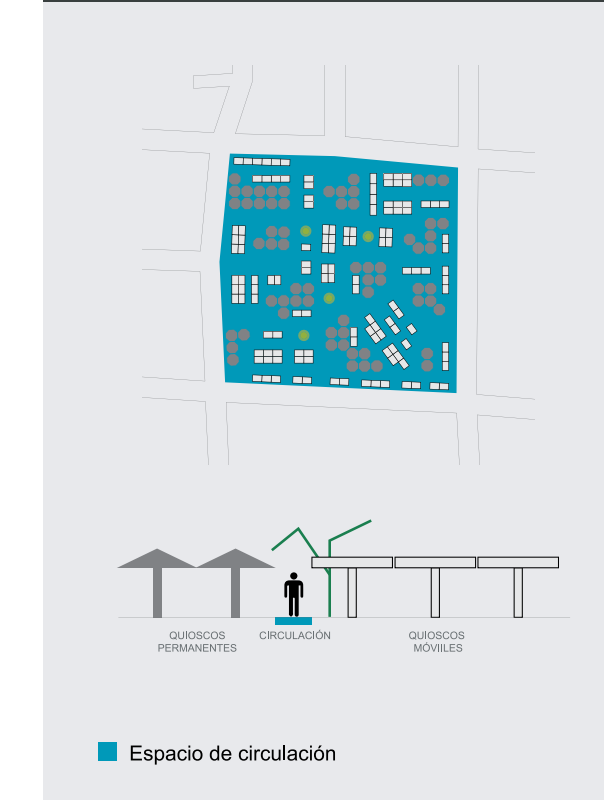 QUIOSCOS
PERMANENTES
CIRCULACIÓN
QUIOSCOS
MÓVIILES
Espacio de circulación